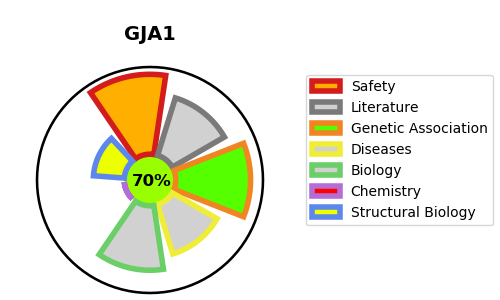 GJA1
70%
Safety
Literature
Genetic Association
Diseases
Biology
Chemistry
Structural Biology